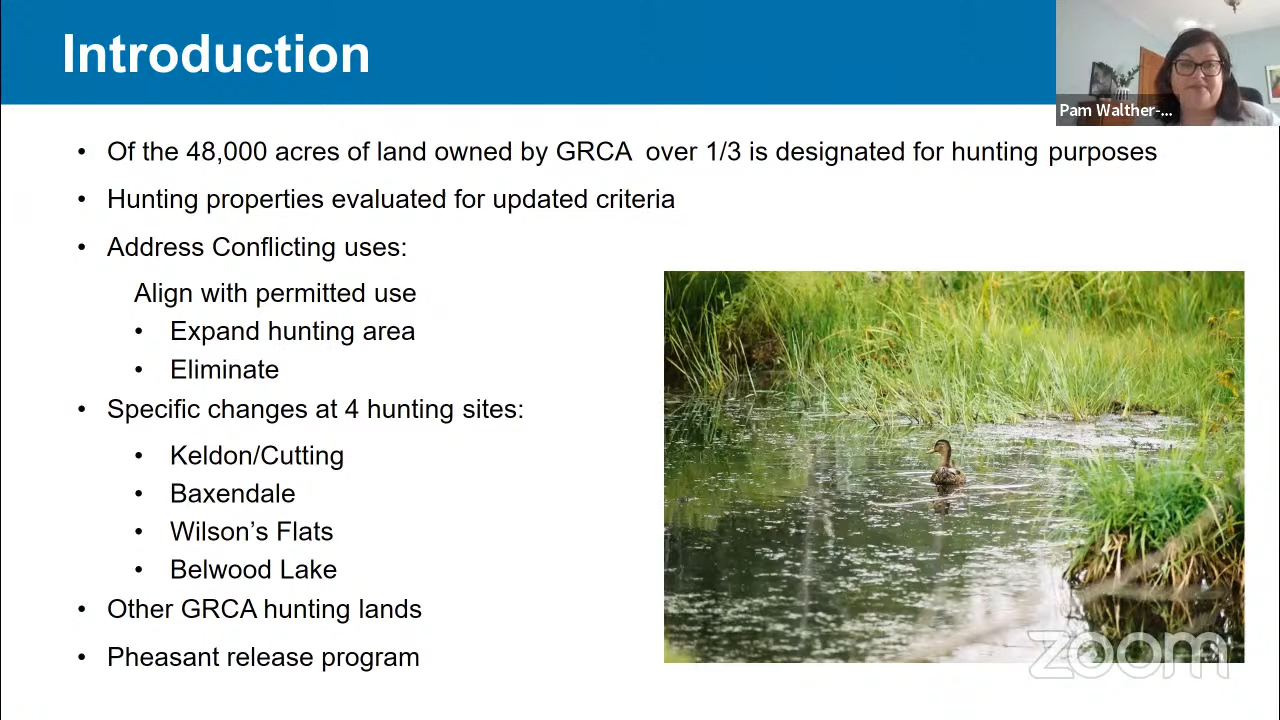 Introduction
Pam Walther-...
• Of the 48,000 acres of land owned by GRCA over 1/3 is designated for hunting purposes
• Hunting properties evaluated for updated criteria
• Address Conflicting uses:
Align with permitted use
• Expand hunting area
• Eliminate
• Specific changes at 4 hunting sites:
• Keldon/Cutting
• Baxendale
• Wilson’s Flats
• Belwood Lake
• Other GRCA hunting lands
• Pheasant release program
zoom